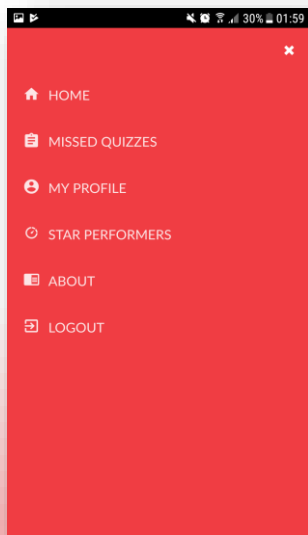 30% 01:59
HOME
MISSED QUIZZES
MY PROFILE
STAR PERFORMERS
ABOUT
LOGOUT